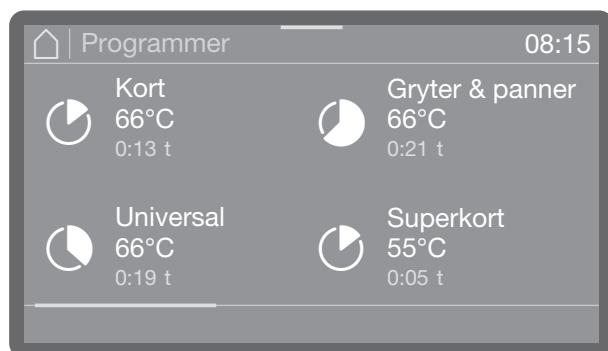 Programmer
08:15
Kort
66°C
0:13 t
Gryter & panner
66°C
0:21 t
Universal
66°C
0:19 t
Superkort
55°C
0:05 t